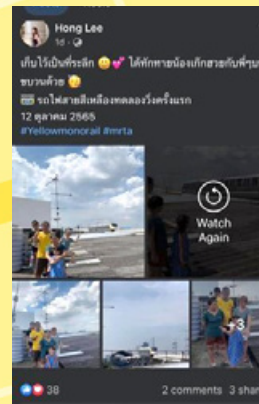 Hong Lee
1d ·
เก็บไว้เป็นที่ระลึก 😀💕 ได้ทักทายน้องเก๊กฮวยกับพี่ๆบน
ขบวนด้วย
รถไฟสายสีเหลืองทดลองวิ่งครั้งแรก
12 ตุลาคม 2565
#Yellowmonorail #mrta
Watch
Again
+3
38
2 comments 3 shar